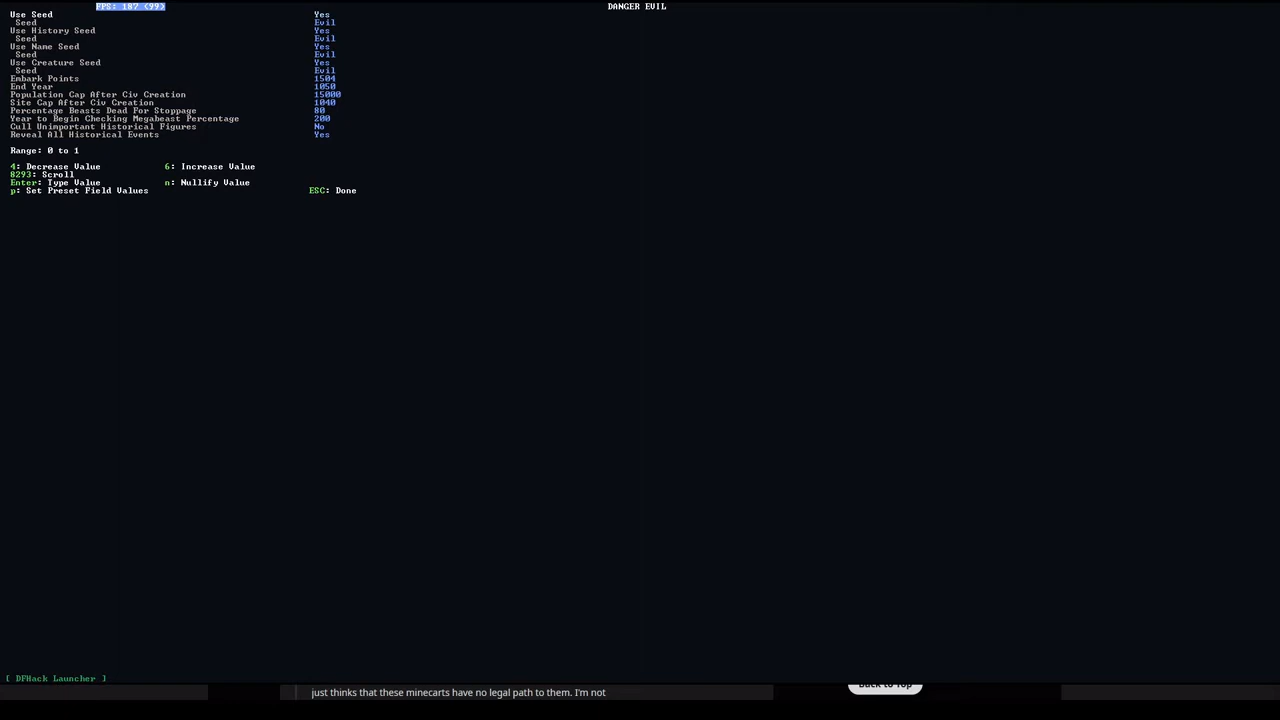 FPS: 187 (99)
DANGER EVIL
Use Seed Yes
Seed Evil
Use History Seed Yes
Seed Evil
Use Name Seed Yes
Seed Evil
Use Creature Seed Yes
Seed Evil
Embark Points 1504
End Year 1050
Population Cap After Civ Creation 15000
Site Cap After Civ Creation 1040
Percentage Beasts Dead For Stoppage 80
Year to Begin Checking Megabeast Percentage 200
Cull Unimportant Historical Figures No
Reveal All Historical Events Yes
Range: 0 to 1
4: Decrease Value 6: Increase Value
8293: Scroll
Enter: Type Value n: Nullify Value
p: Set Preset Field Values ESC: Done
[ DFHack Launcher ]
Back to Top
just thinks that these minecarts have no legal path to them. I'm not